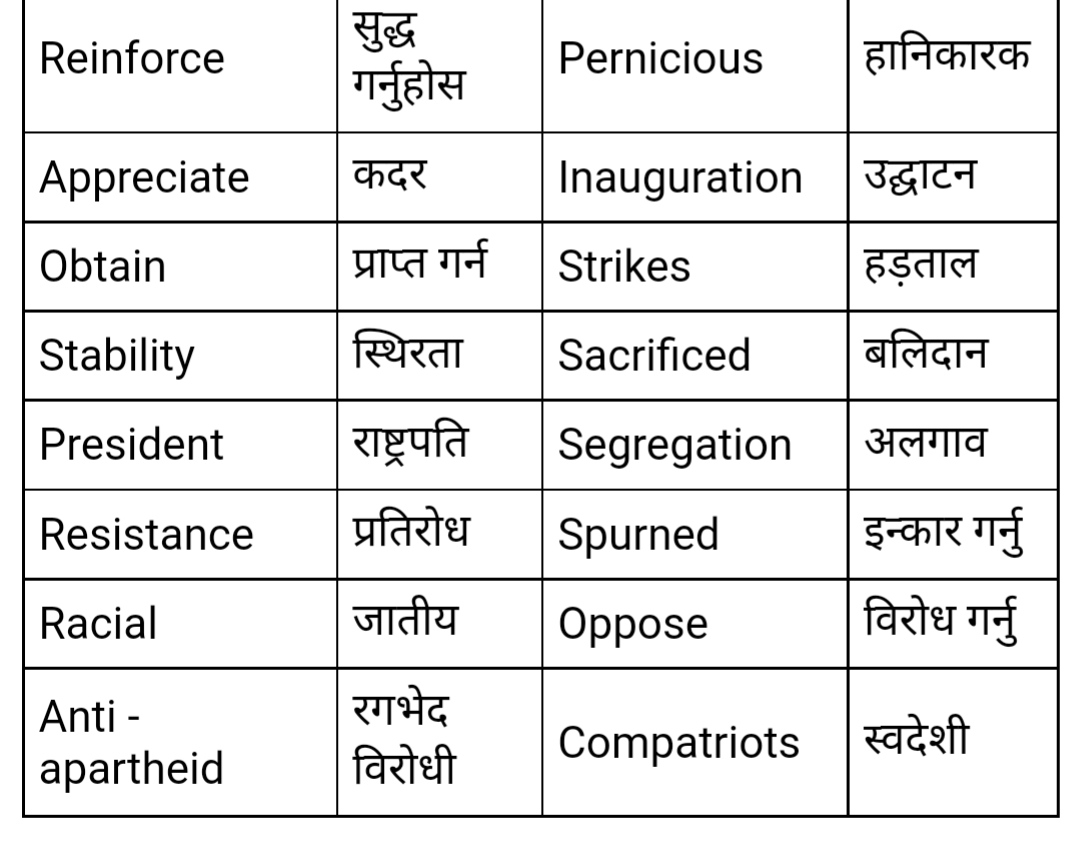 Reinforce सुद्ध Pernicious हानिकारक
गर्नुहोस
Appreciate कदर Inauguration उद्घाटन
Obtain प्राप्त गर्न Strikes हड़ताल
Stability स्थिरता Sacrificed बलिदान
President राष्ट्रपति Segregation अलगाव
Resistance प्रतिरोध Spurned इन्कार गर्नु
Racial जातीय Oppose विरोध गर्नु
Anti - रगभेद Compatriots स्वदेशी
apartheid विरोधी